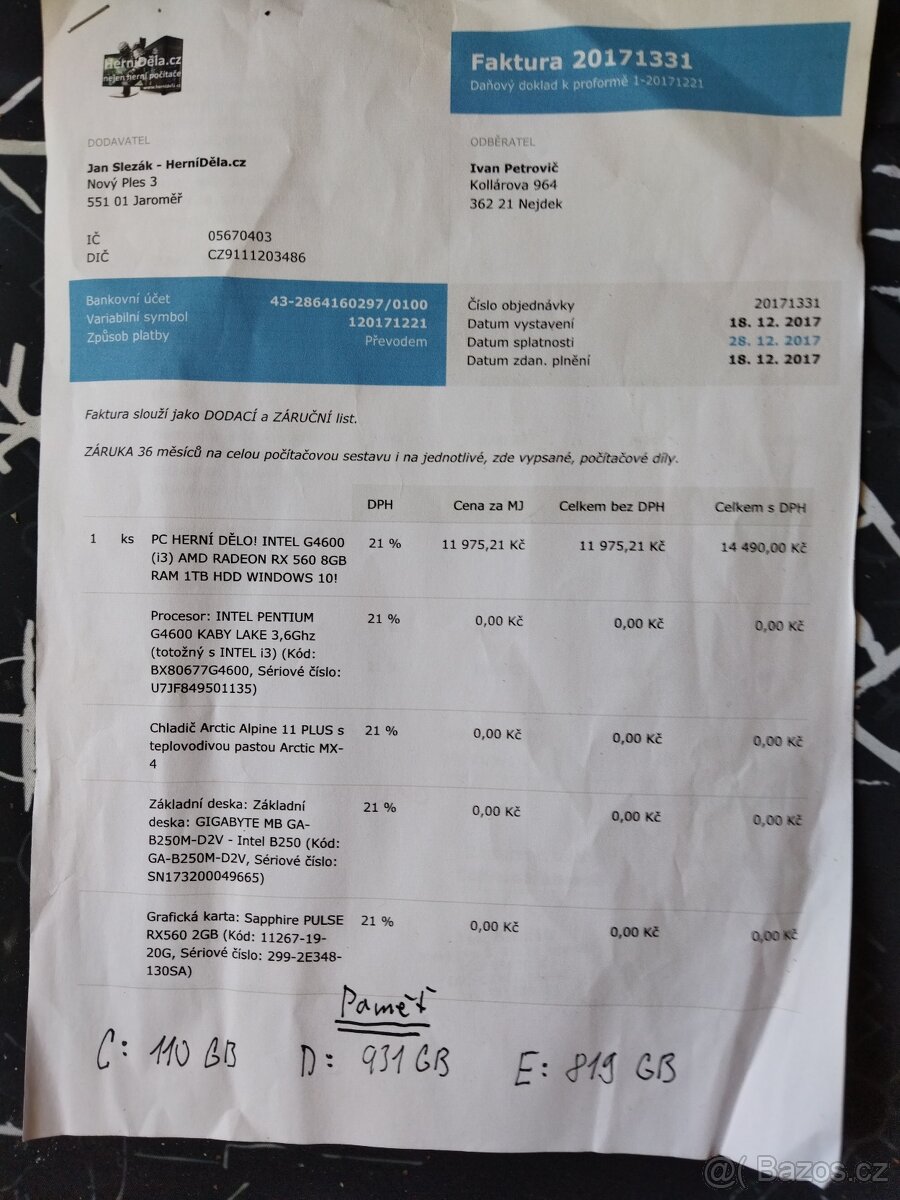 HerníDěla.cz
nejen herní počítače
www.hernidela.cz
Faktura 20171331
Daňový doklad k proformě 1-20171221
DODAVATEL
Jan Slezák - HerníDěla.cz
Nový Ples 3
551 01 Jaroměř
IČ 05670403
DIČ CZ9111203486
ODBĚRATEL
Ivan Petrovič
Kollárova 964
362 21 Nejdek
Bankovní účet 43-2864160297/0100
Variabilní symbol 120171221
Způsob platby Převodem
Číslo objednávky 20171331
Datum vystavení 18. 12. 2017
Datum splatnosti 28. 12. 2017
Datum zdan. plnění 18. 12. 2017
Faktura slouží jako DODACÍ a ZÁRUČNÍ list.
ZÁRUKA 36 měsíců na celou počítačovou sestavu i na jednotlivé, zde vypsané, počítačové díly.
DPH Cena za MJ Celkem bez DPH Celkem s DPH
1 ks PC HERNÍ DĚLO! INTEL G4600 21 % 11 975,21 Kč 11 975,21 Kč 14 490,00 Kč
(i3) AMD RADEON RX 560 8GB
RAM 1TB HDD WINDOWS 10!
Procesor: INTEL PENTIUM 21 % 0,00 Kč 0,00 Kč 0,00 Kč
G4600 KABY LAKE 3,6Ghz
(totožný s INTEL i3) (Kód:
BX80677G4600, Sériové číslo:
U7JF849501135)
Chladič Arctic Alpine 11 PLUS s 21 % 0,00 Kč 0,00 Kč 0,00 Kč
teplovodivou pastou Arctic MX-
4
Základní deska: Základní 21 % 0,00 Kč 0,00 Kč 0,00 Kč
deska: GIGABYTE MB GA-
B250M-D2V - Intel B250 (Kód:
GA-B250M-D2V, Sériové číslo:
SN173200049665)
Grafická karta: Sapphire PULSE 21 % 0,00 Kč 0,00 Kč 0,00 Kč
RX560 2GB (Kód: 11267-19-
20G, Sériové číslo: 299-2E348-
130SA)
Paměť
C: 110 GB D: 931 GB E: 819 GB
@( Bazos.cz